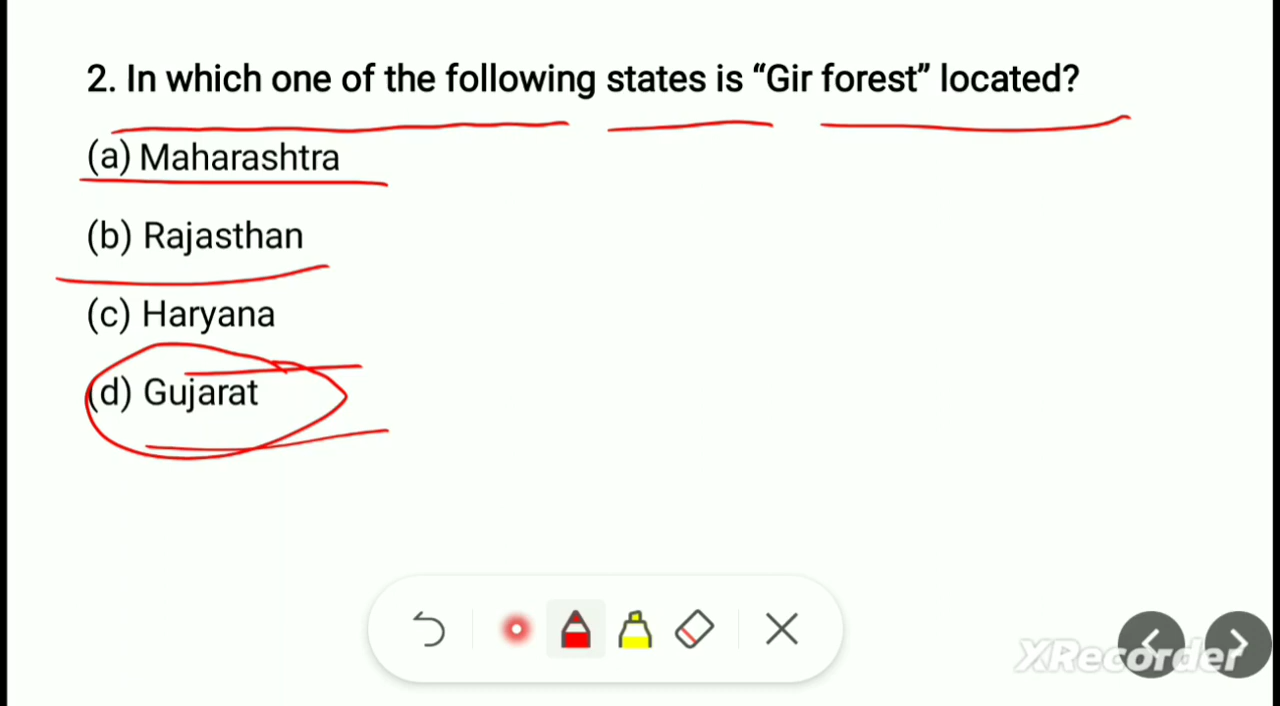 2. In which one of the following states is “Gir forest” located?
(a) Maharashtra
(b) Rajasthan
(c) Haryana
(d) Gujarat
XRecorder